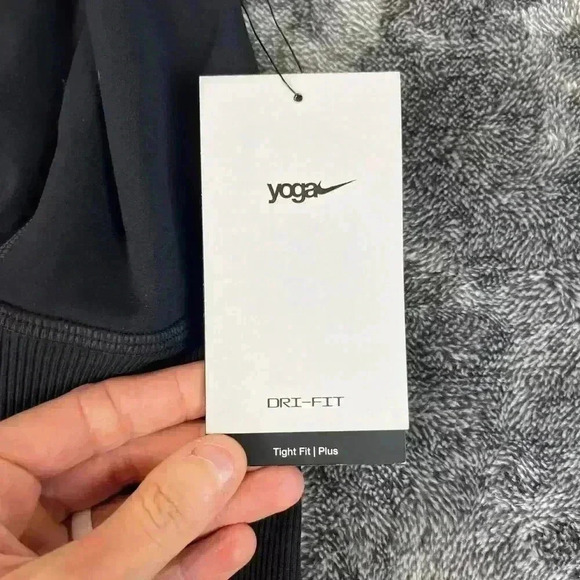 yoga
DRI-FIT
Tight Fit | Plus